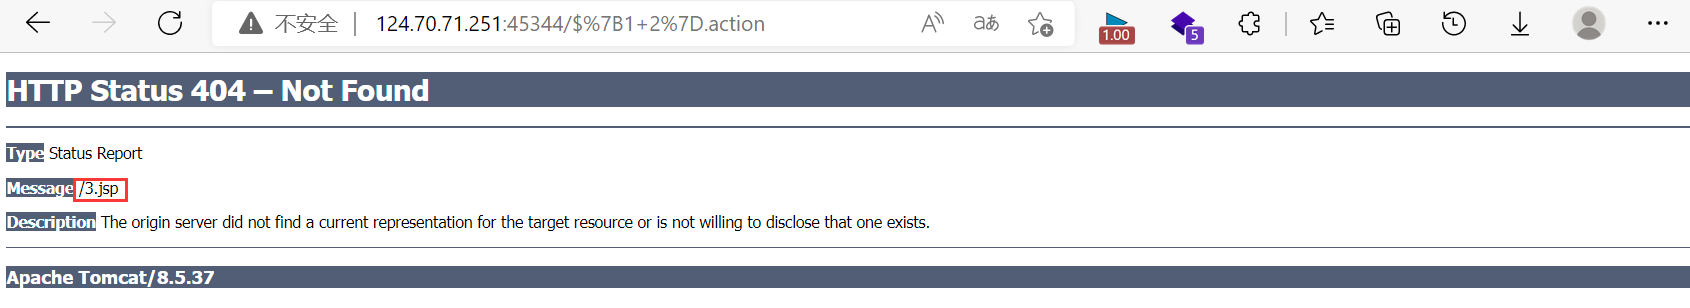 不安全 | 124.70.71.251:45344/$%7B1+2%7D.action
1.00
5
HTTP Status 404 – Not Found
Type Status Report
Message /3.jsp
Description The origin server did not find a current representation for the target resource or is not willing to disclose that one exists.
Apache Tomcat/8.5.37